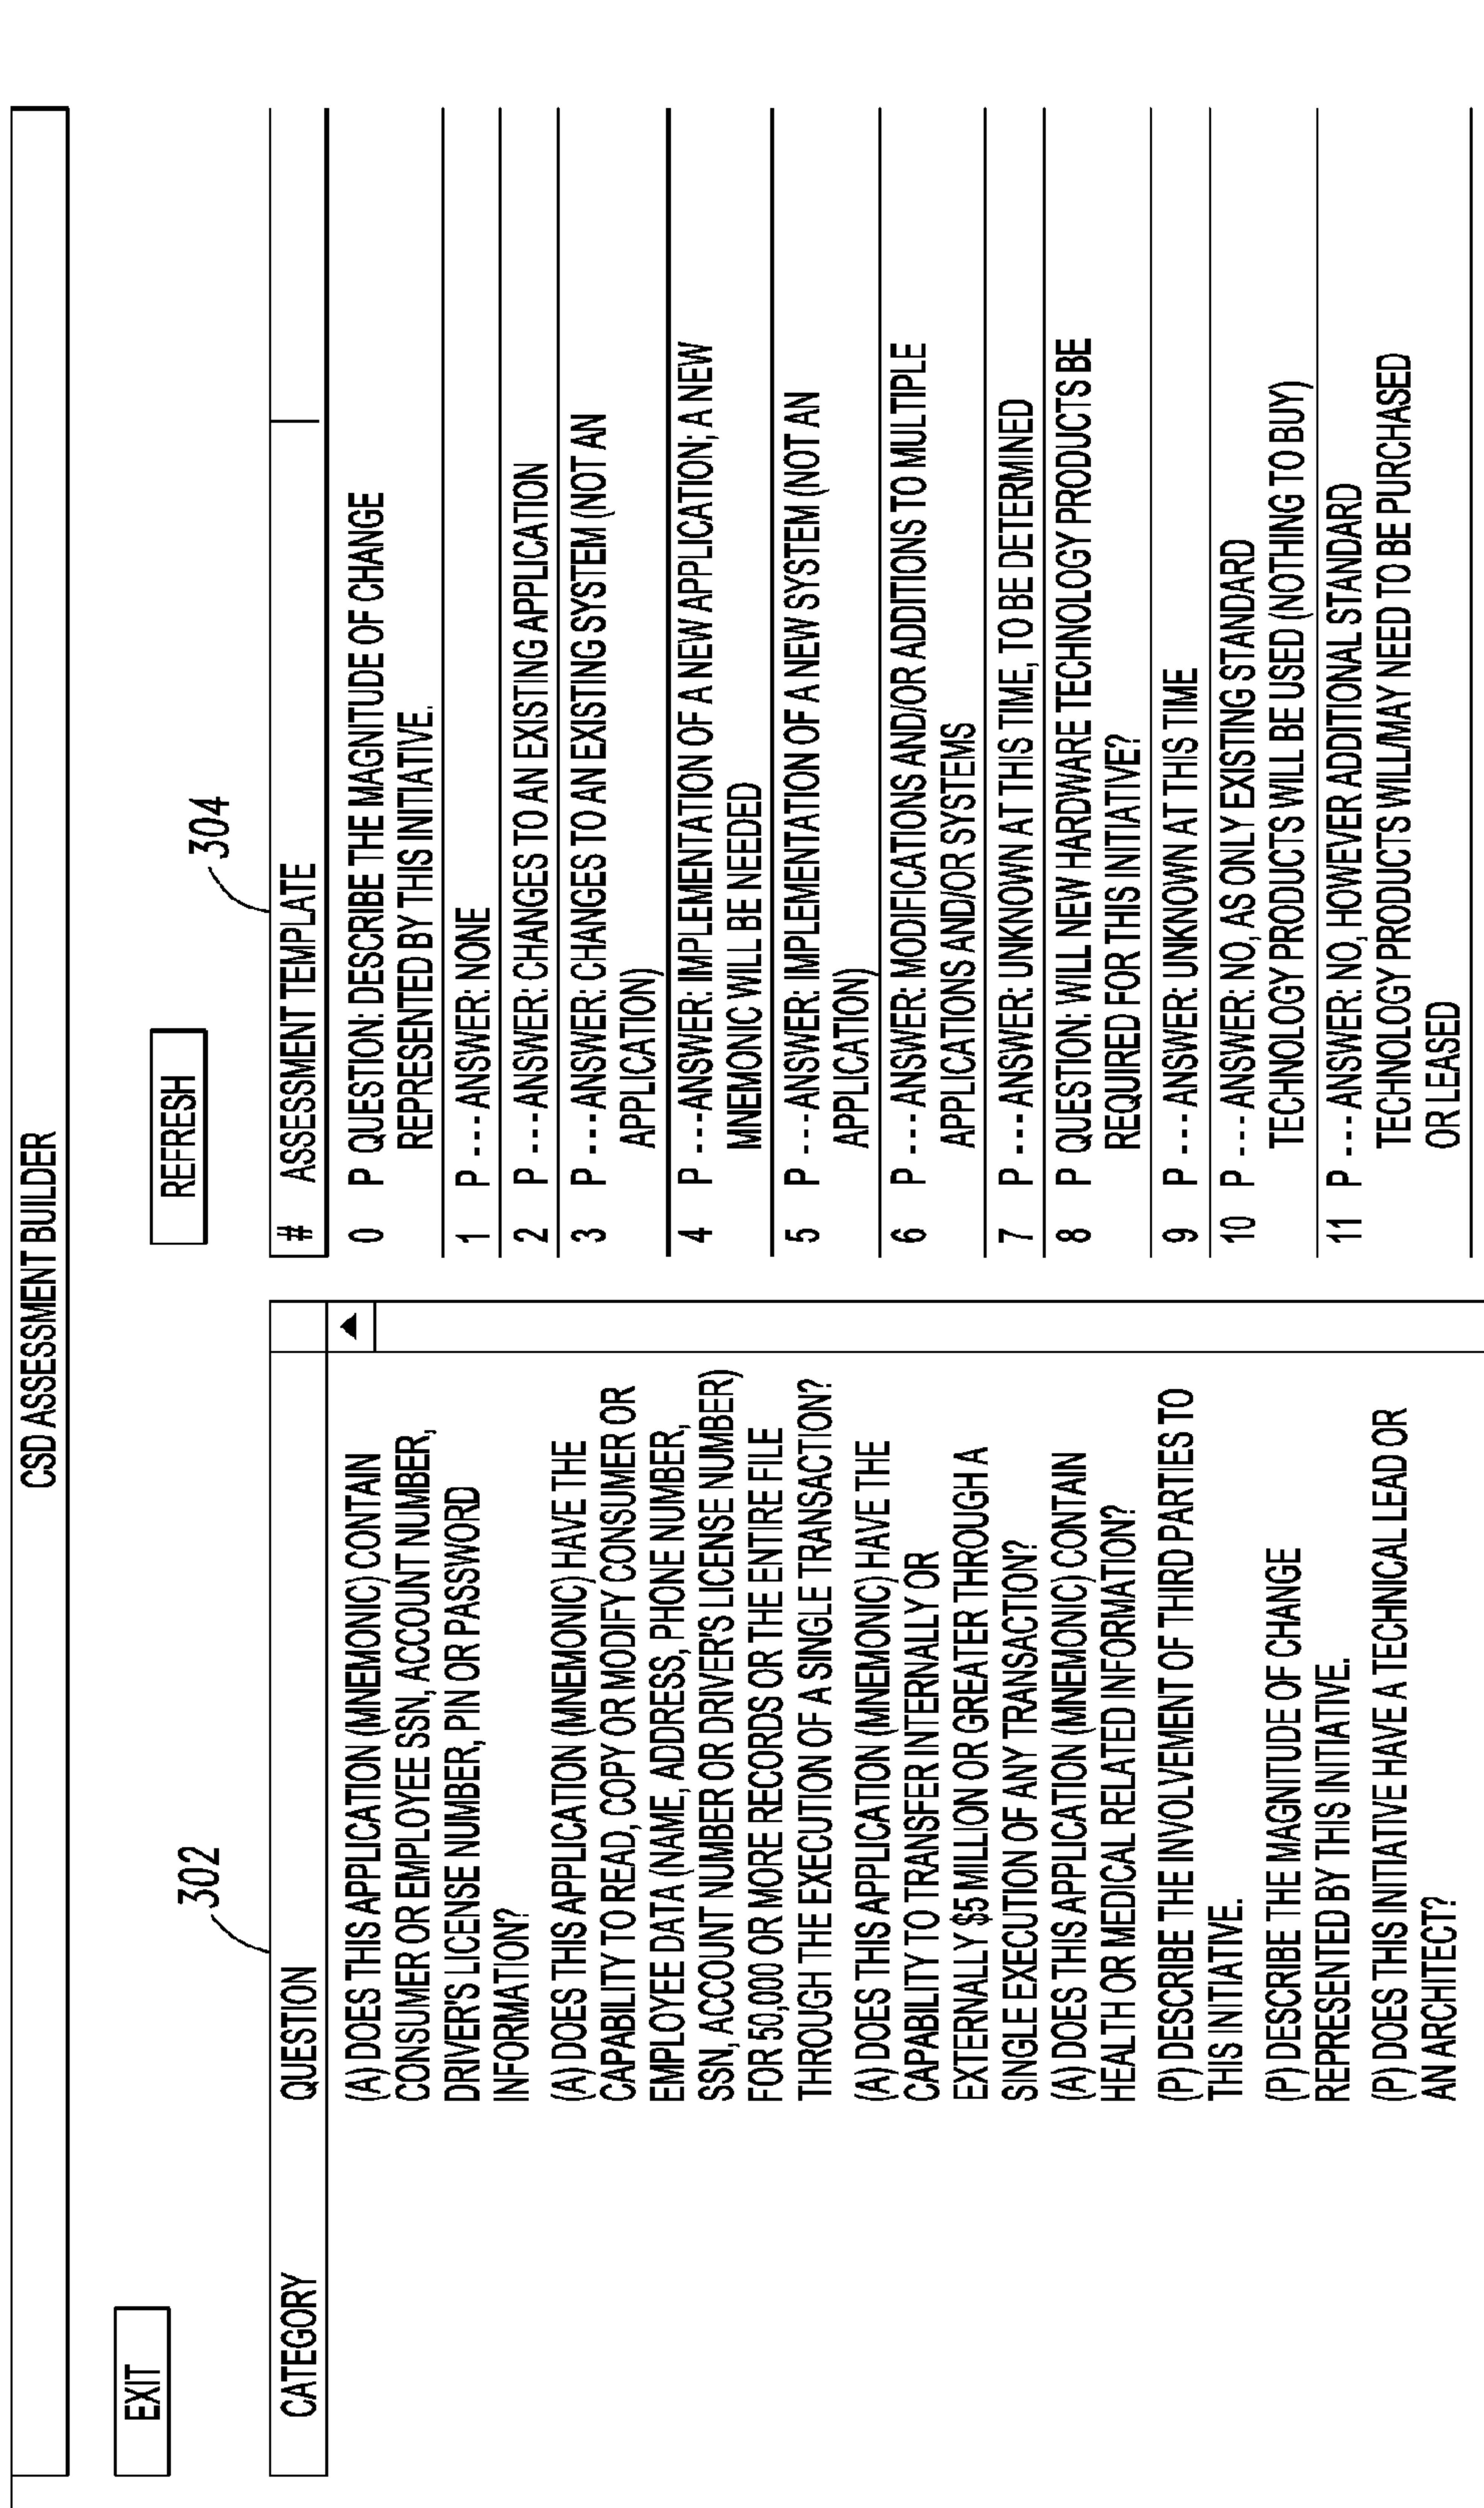 CSD ASSESSMENT BUILDER
EXIT
REFRESH
302
304
CATEGORY QUESTION
(A) DOES THIS APPLICATION (MNEMONIC) CONTAIN
CONSUMER OR EMPLOYEE SSN, ACCOUNT NUMBER,
DRIVER'S LICENSE NUMBER, PIN OR PASSWORD
INFORMATION?
(A) DOES THIS APPLICATION (MNEMONIC) HAVE THE
CAPABILITY TO READ, COPY OR MODIFY CONSUMER OR
EMPLOYEE DATA (NAME, ADDRESS, PHONE NUMBER,
SSN, ACCOUNT NUMBER OR DRIVER'S LICENSE NUMBER)
FOR 50,000 OR MORE RECORDS OR THE ENTIRE FILE
THROUGH THE EXECUTION OF A SINGLE TRANSACTION?
(A) DOES THIS APPLICATION (MNEMONIC) HAVE THE
CAPABILITY TO TRANSFER INTERNALLY OR
EXTERNALLY $5 MILLION OR GREATER THROUGH A
SINGLE EXECUTION OF ANY TRANSACTION?
(A) DOES THIS APPLICATION (MNEMONIC) CONTAIN
HEALTH OR MEDICAL RELATED INFORMATION?
(P) DESCRIBE THE INVOLVEMENT OF THIRD PARTIES TO
THIS INITIATIVE.
(P) DESCRIBE THE MAGNITUDE OF CHANGE
REPRESENTED BY THIS INITIATIVE.
(P) DOES THIS INITIATIVE HAVE A TECHNICAL LEAD OR
AN ARCHITECT?
# ASSESSMENT TEMPLATE
0 P QUESTION: DESCRIBE THE MAGNITUDE OF CHANGE
REPRESENTED BY THIS INITIATIVE.
1 P ---- ANSWER: NONE
2 P ---- ANSWER: CHANGES TO AN EXISTING APPLICATION
3 P ---- ANSWER: CHANGES TO AN EXISTING SYSTEM (NOT AN
APPLICATION)
4 P ---- ANSWER: IMPLEMENTATION OF A NEW APPLICATION; A NEW
MNEMONIC WILL BE NEEDED
5 P ---- ANSWER: IMPLEMENTATION OF A NEW SYSTEM (NOT AN
APPLICATION)
6 P ---- ANSWER: MODIFICATIONS AND/OR ADDITIONS TO MULTIPLE
APPLICATIONS AND/OR SYSTEMS
7 P ---- ANSWER: UNKNOWN AT THIS TIME, TO BE DETERMINED
8 P QUESTION: WILL NEW HARDWARE TECHNOLOGY PRODUCTS BE
REQUIRED FOR THIS INITIATIVE?
9 P ---- ANSWER: UNKNOWN AT THIS TIME
10 P ---- ANSWER: NO, AS ONLY EXISTING STANDARD
TECHNOLOGY PRODUCTS WILL BE USED (NOTHING TO BUY)
11 P ---- ANSWER: NO, HOWEVER ADDITIONAL STANDARD
TECHNOLOGY PRODUCTS WILL/MAY NEED TO BE PURCHASED
OR LEASED